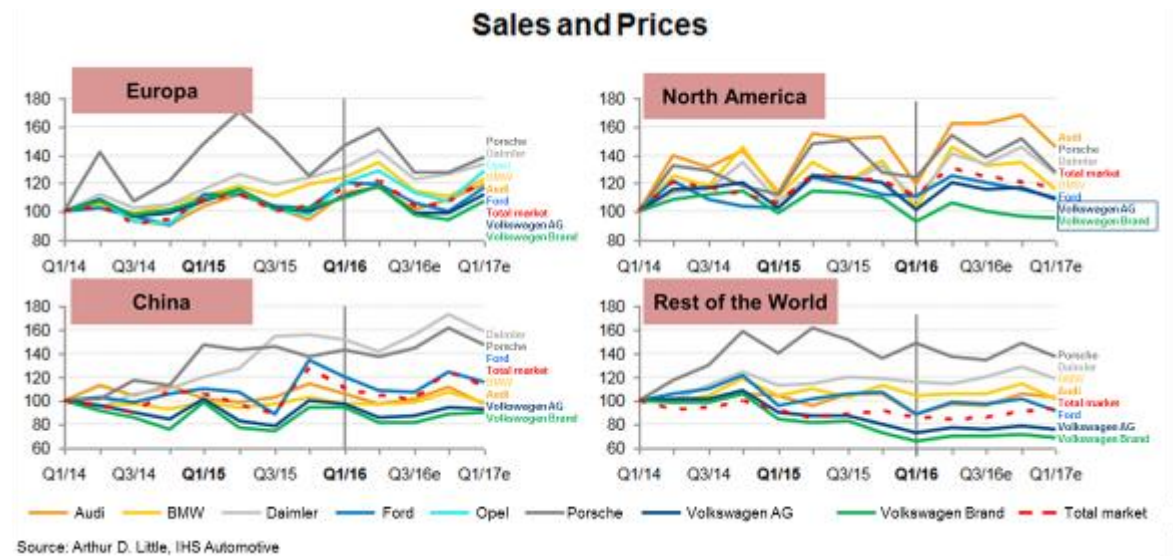 Sales and Prices
Europa
180
160
140
120
100
80
Q1/14 Q3/14 Q1/15 Q3/15 Q1/16 Q3/16e Q1/17e
Porsche
Daimler
Opel
BMW
Audi
Ford
Total market
Volkswagen AG
Volkswagen Brand
North America
180
160
140
120
100
80
Q1/14 Q3/14 Q1/15 Q3/15 Q1/16 Q3/16e Q1/17e
Audi
Porsche
Daimler
Total market
BMW
Ford
Volkswagen AG
Volkswagen Brand
China
180
160
140
120
100
80
60
Q1/14 Q3/14 Q1/15 Q3/15 Q1/16 Q3/16e Q1/17e
Daimler
Porsche
Ford
Total market
BMW
Audi
Volkswagen AG
Volkswagen Brand
Rest of the World
180
160
140
120
100
80
60
Q1/14 Q3/14 Q1/15 Q3/15 Q1/16 Q3/16e Q1/17e
Porsche
Daimler
BMW
Audi
Total market
Ford
Volkswagen AG
Volkswagen Brand
Audi BMW Daimler Ford Opel Porsche Volkswagen AG Volkswagen Brand Total market
Source: Arthur D. Little, IHS Automotive